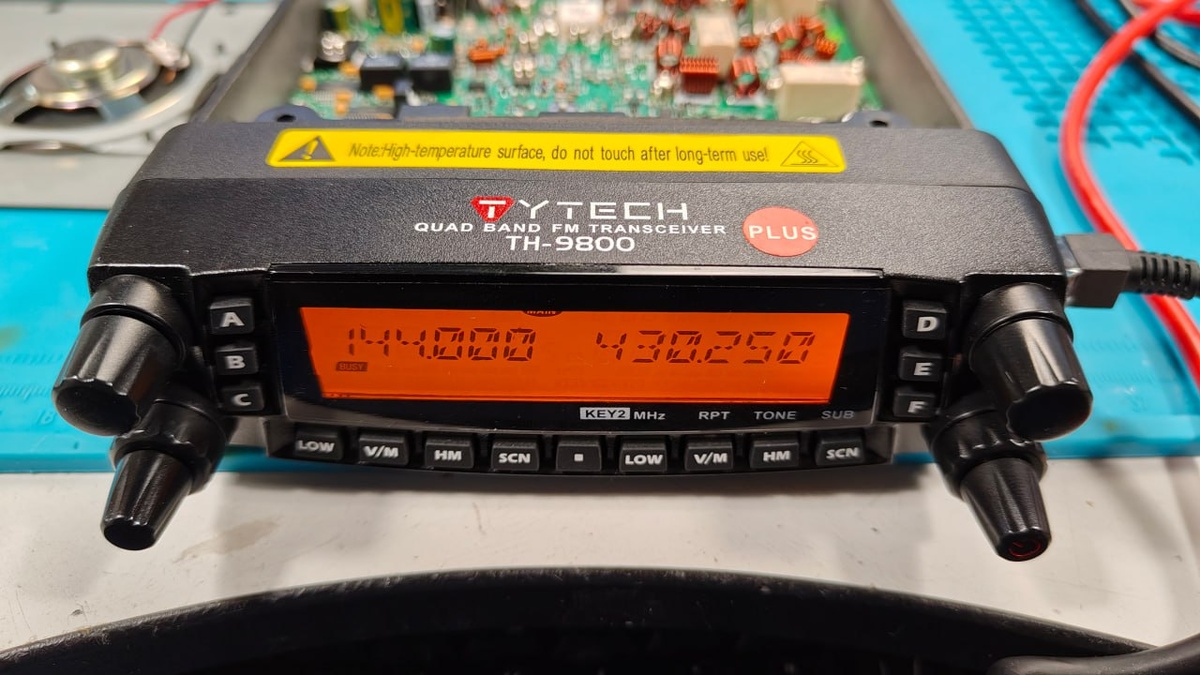 Note:High-temperature surface, do not touch after long-term use!
TYTECH
QUAD BAND FM TRANSCEIVER
TH-9800
PLUS
A
B
C
MAIN
144.000 430.250
BUSY
D
E
F
KEY2 MHz RPT TONE SUB
LOW V/M HM SCN LOW V/M HM SCN